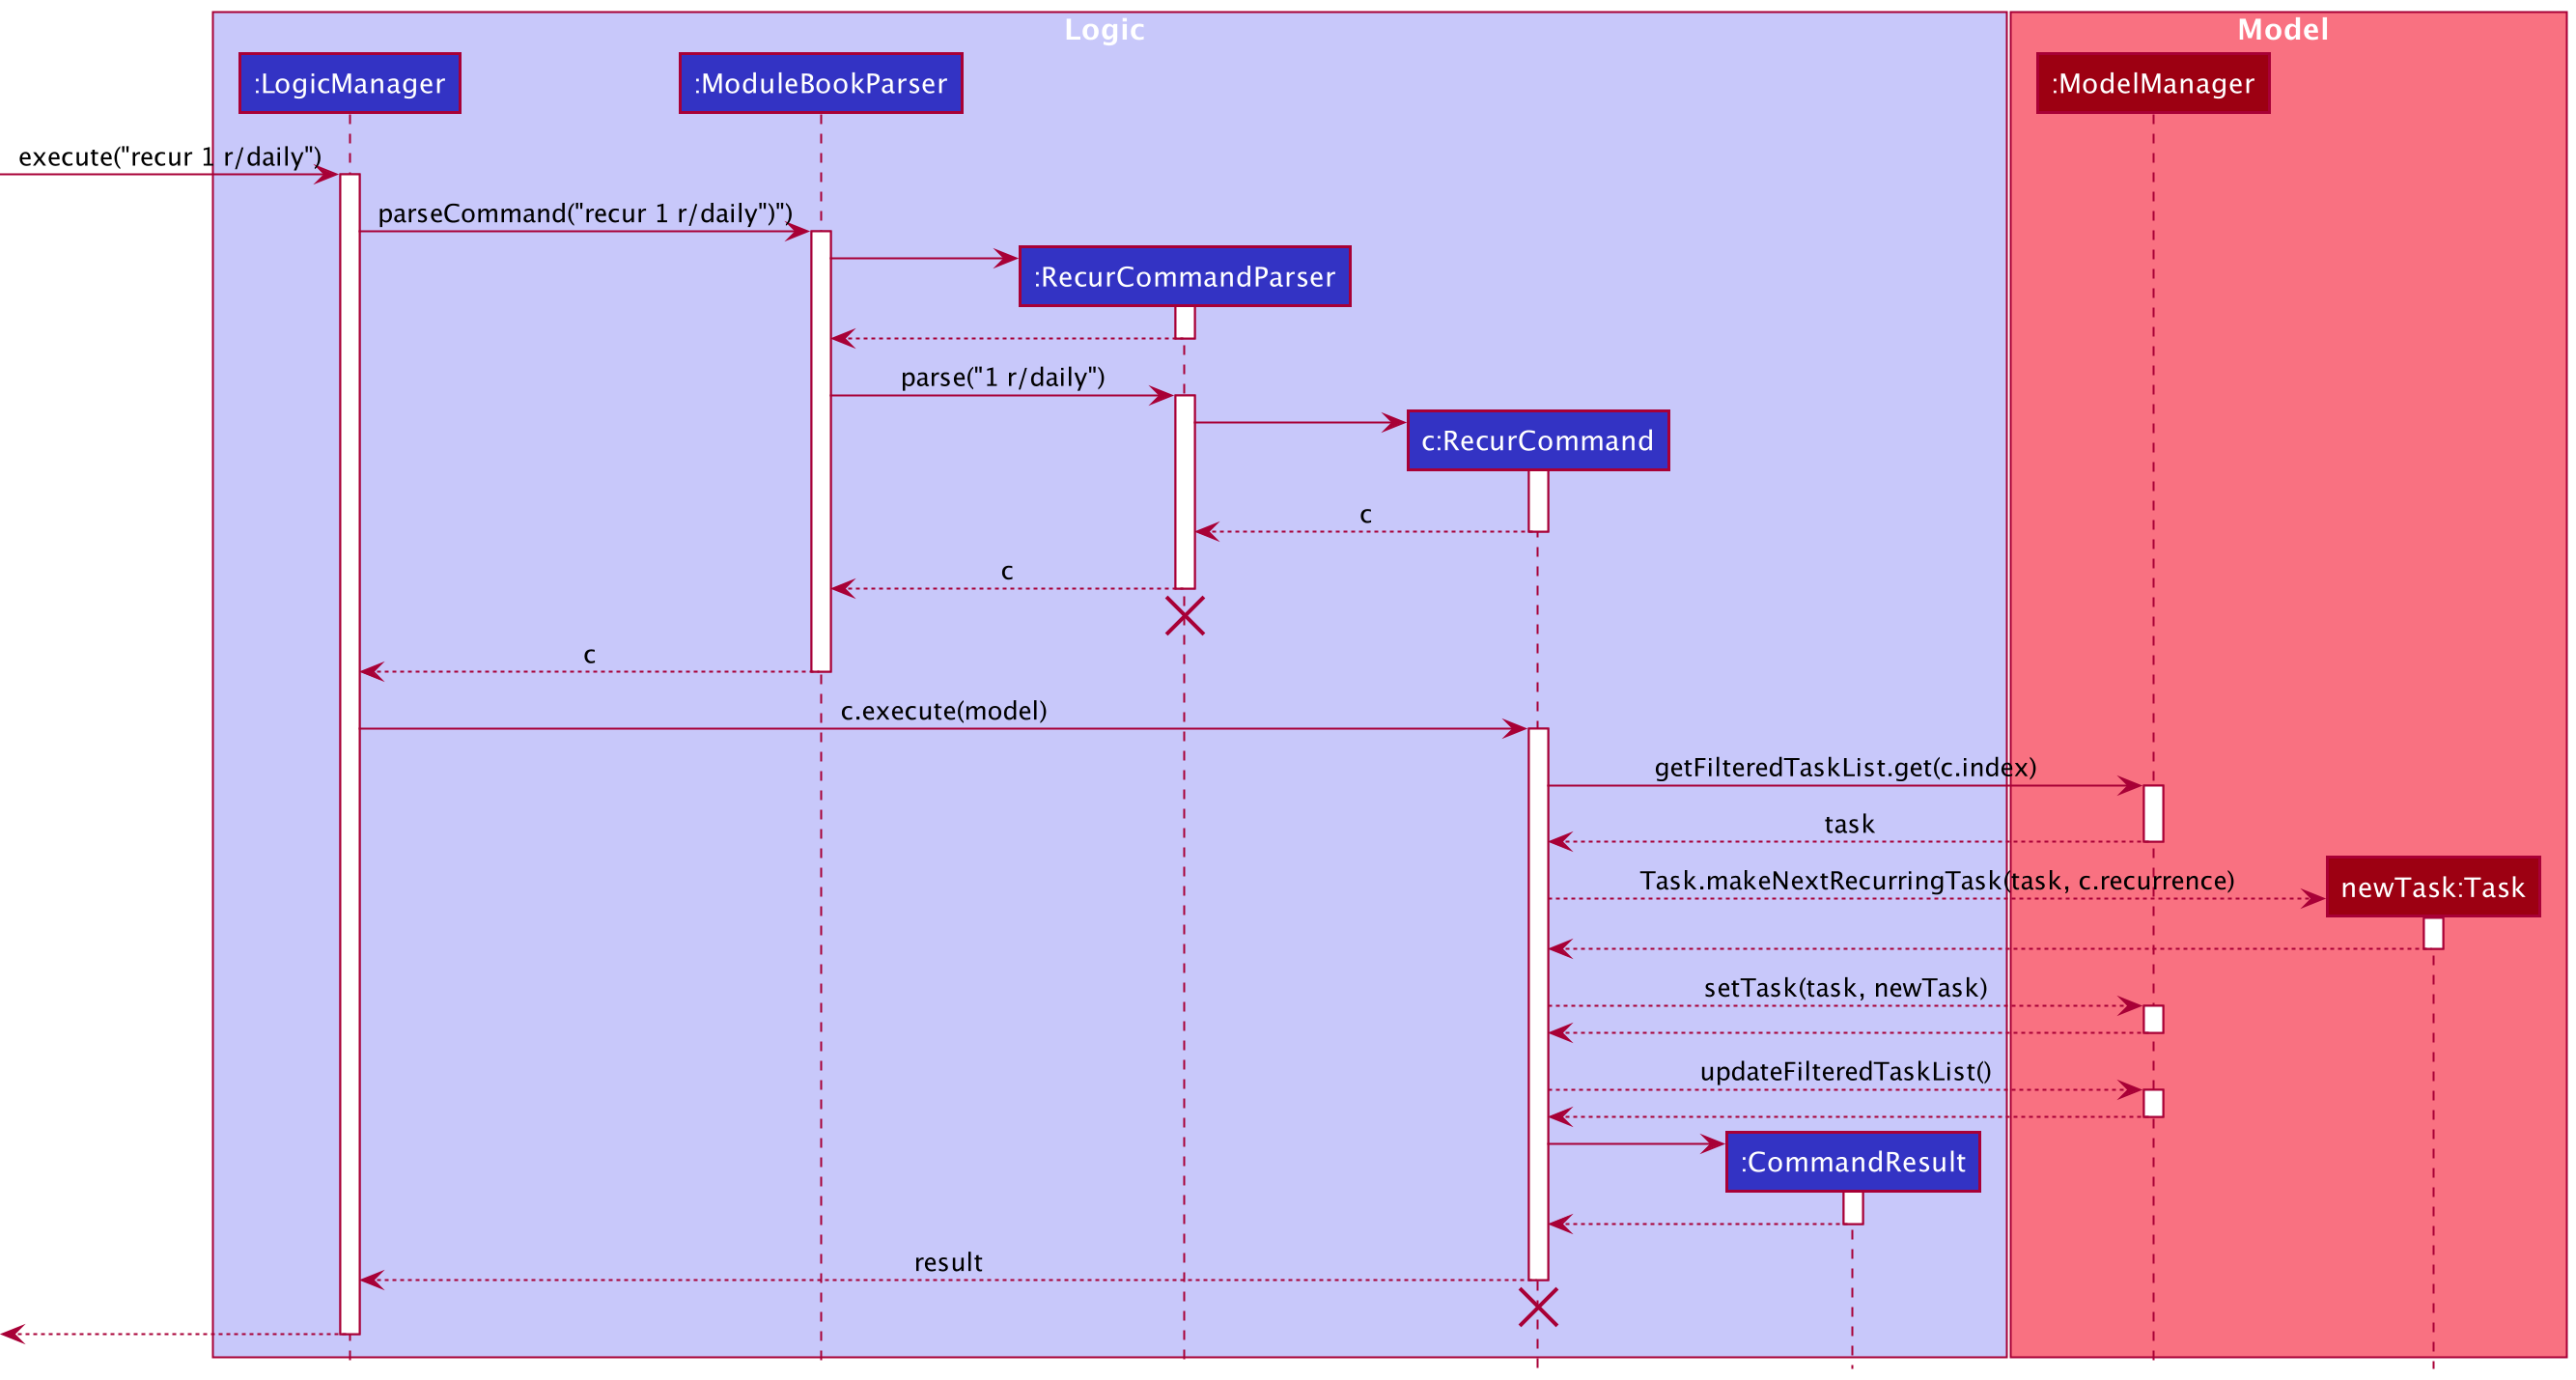 Logic
Model
:LogicManager
:ModuleBookParser
:ModelManager
execute("recur 1 r/daily")
parseCommand("recur 1 r/daily")")
:RecurCommandParser
parse("1 r/daily")
c:RecurCommand
c
c
c
c.execute(model)
getFilteredTaskList.get(c.index)
task
Task.makeNextRecurringTask(task, c.recurrence)
newTask:Task
setTask(task, newTask)
updateFilteredTaskList()
:CommandResult
result